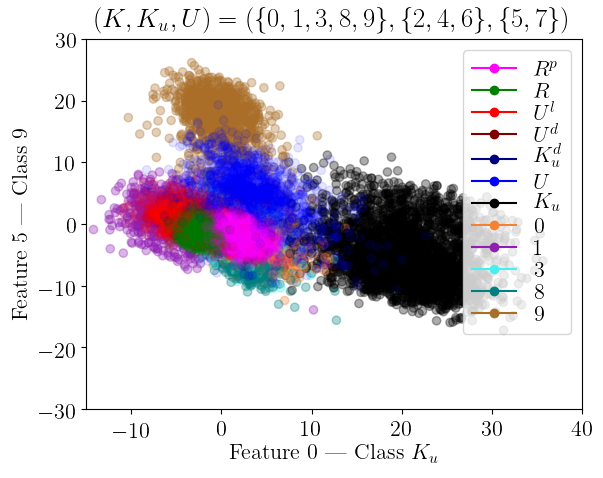 (K, K_u, U) = ({0, 1, 3, 8, 9}, {2, 4, 6}, {5, 7})
30
20
10
0
−10
−20
−30
Feature 5 — Class 9
−10 0 10 20 30 40
Feature 0 — Class K_u
R^p
R
U^l
U^d
K_u^d
U
K_u
0
1
3
8
9